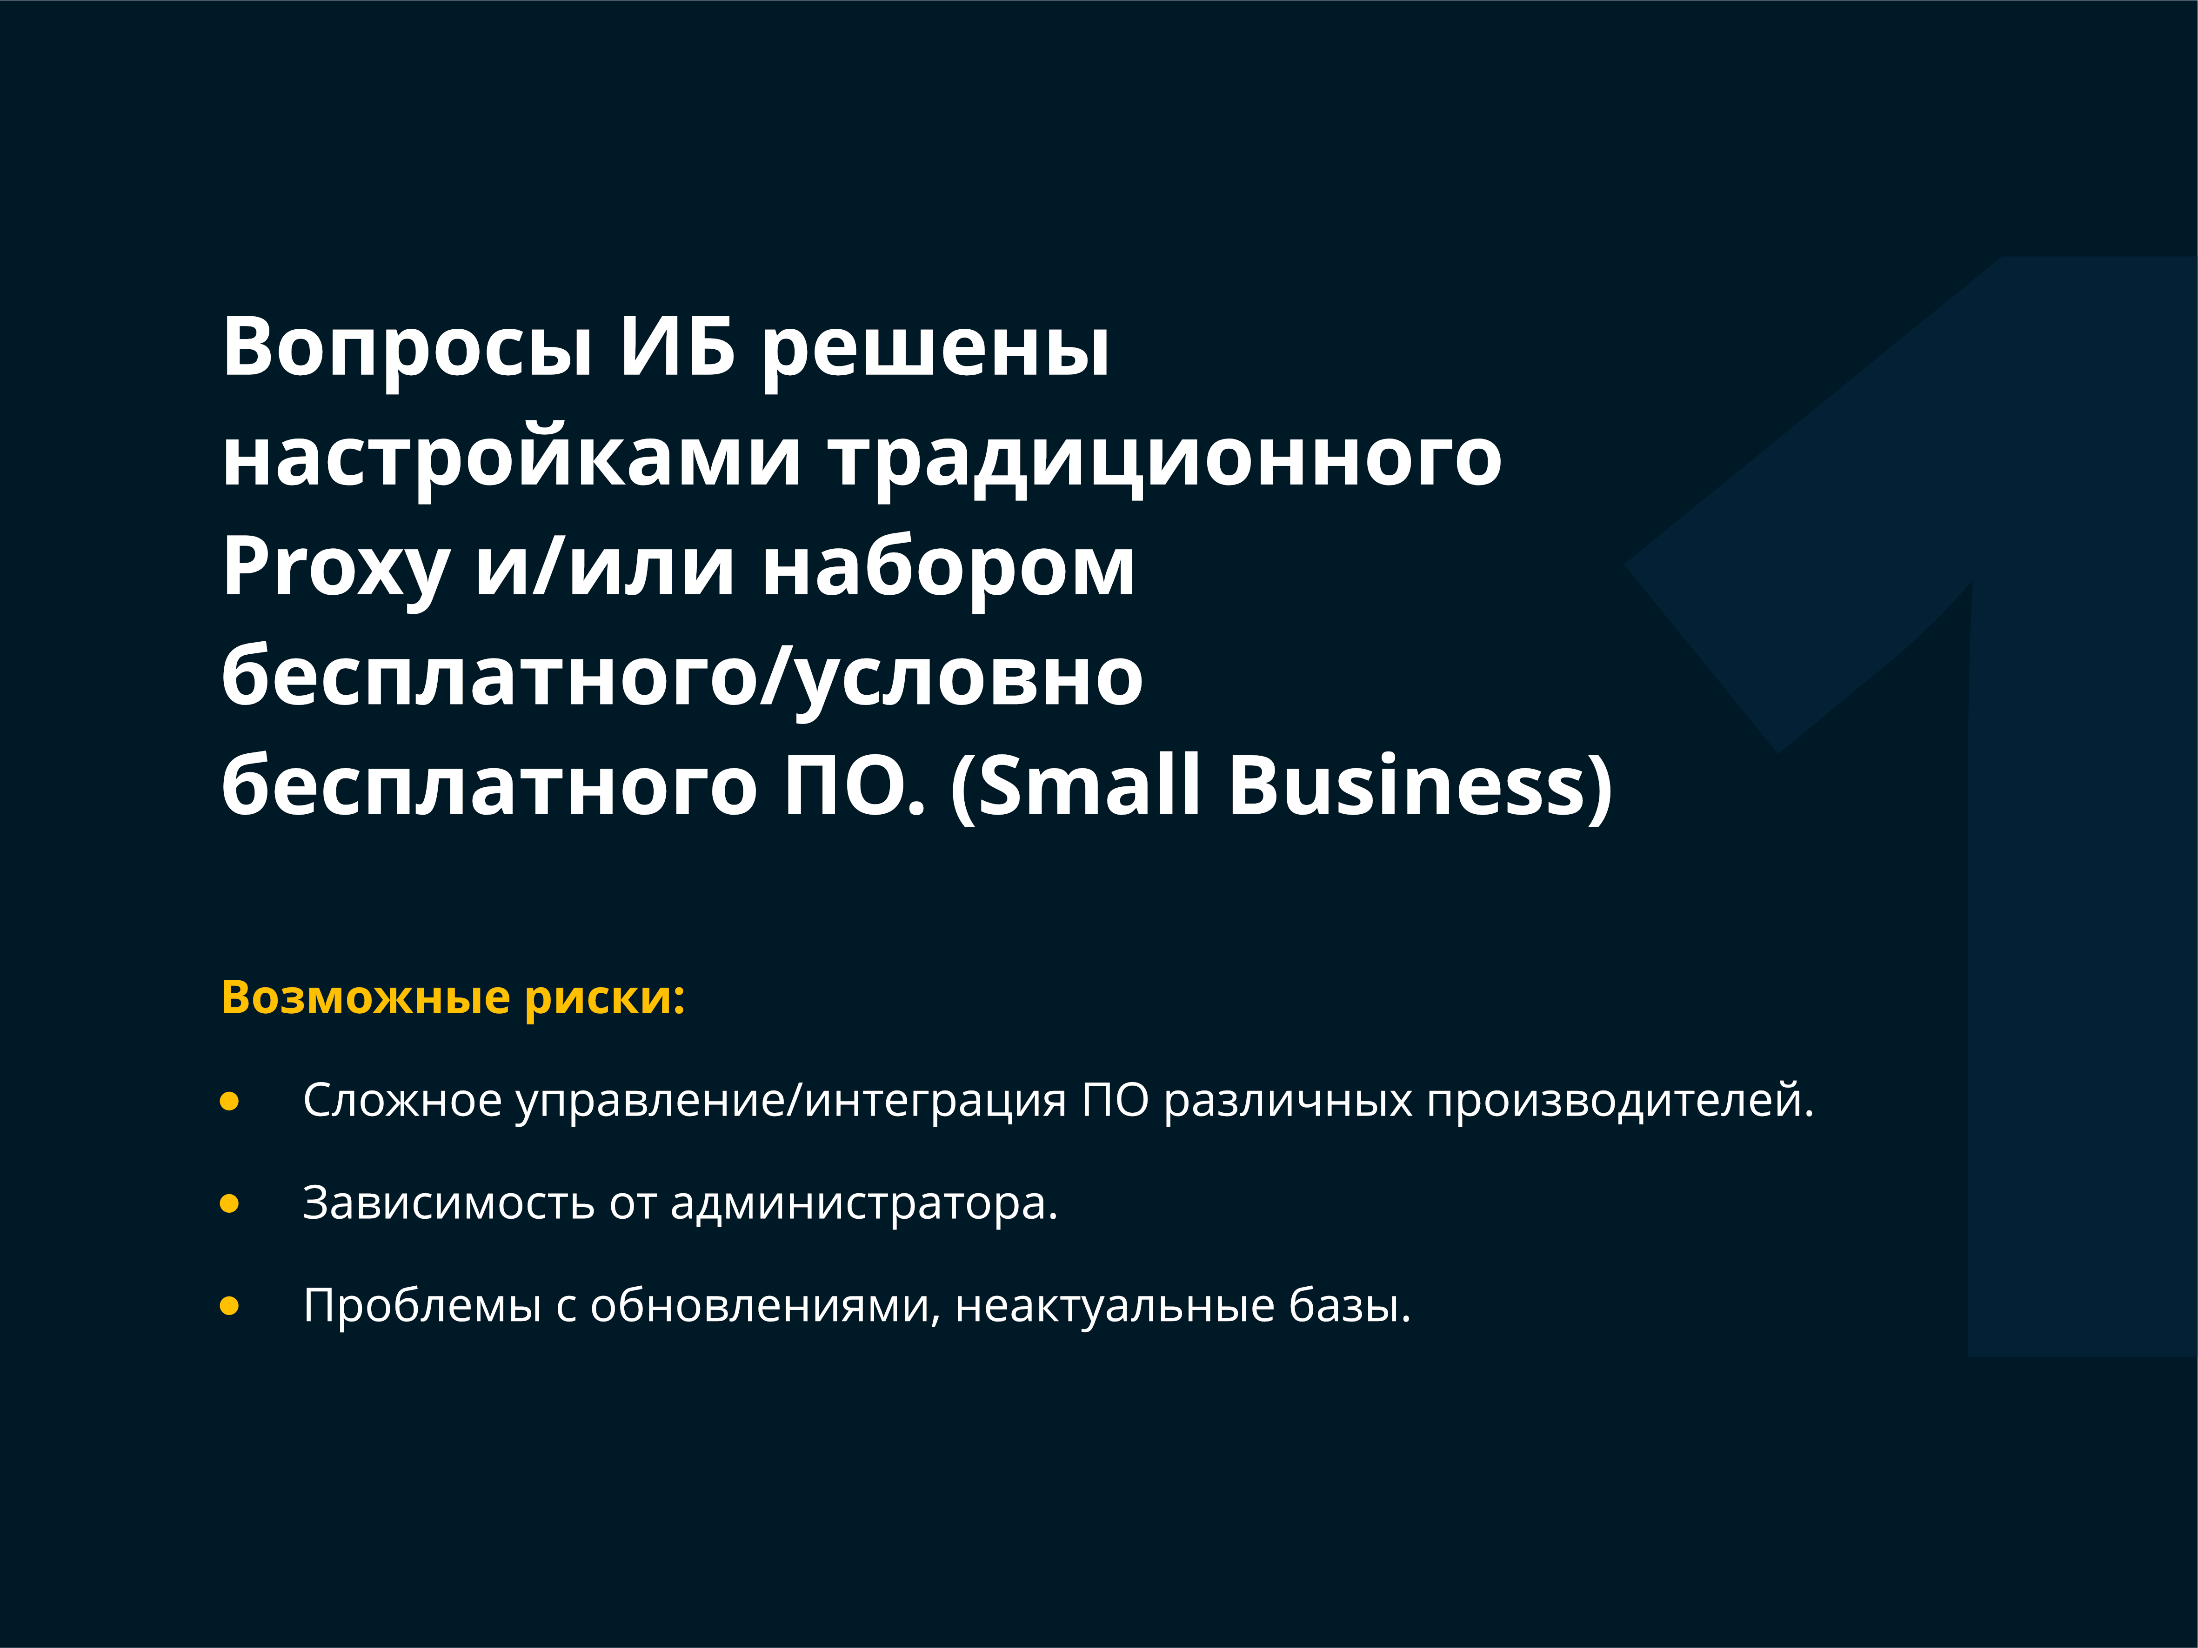 Вопросы ИБ решены
настройками традиционного
Proxy и/или набором
бесплатного/условно
бесплатного ПО. (Small Business)
1
Возможные риски:
• Сложное управление/интеграция ПО различных производителей.
• Зависимость от администратора.
• Проблемы с обновлениями, неактуальные базы.